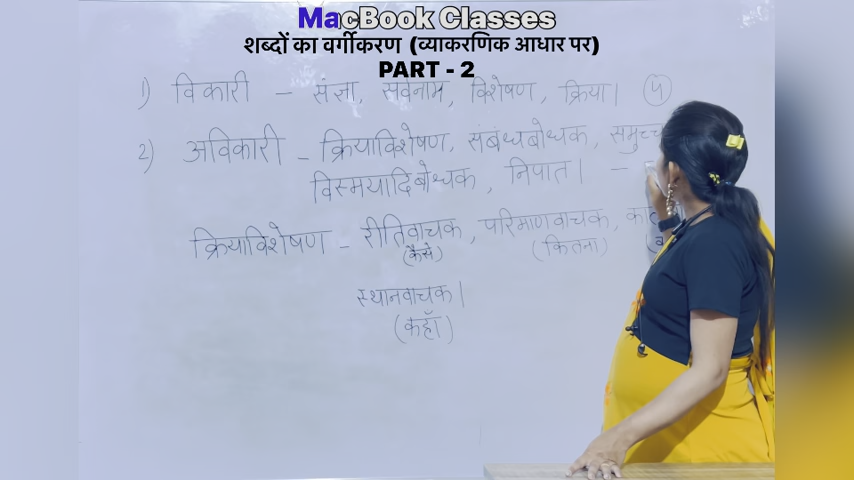 MacBook Classes
शब्दों का वर्गीकरण (व्याकरणिक आधार पर)
PART - 2
1) विकारी - संज्ञा, सर्वनाम, विशेषण, क्रिया। (4)
2) अविकारी - क्रियाविशेषण, संबंधबोधक,
विस्मयादिबोधक, निपात। -
क्रियाविशेषण - रीतिवाचक, परिमाणवाचक,
(कैसे) (कितना)
स्थानवाचक।
(कहाँ)